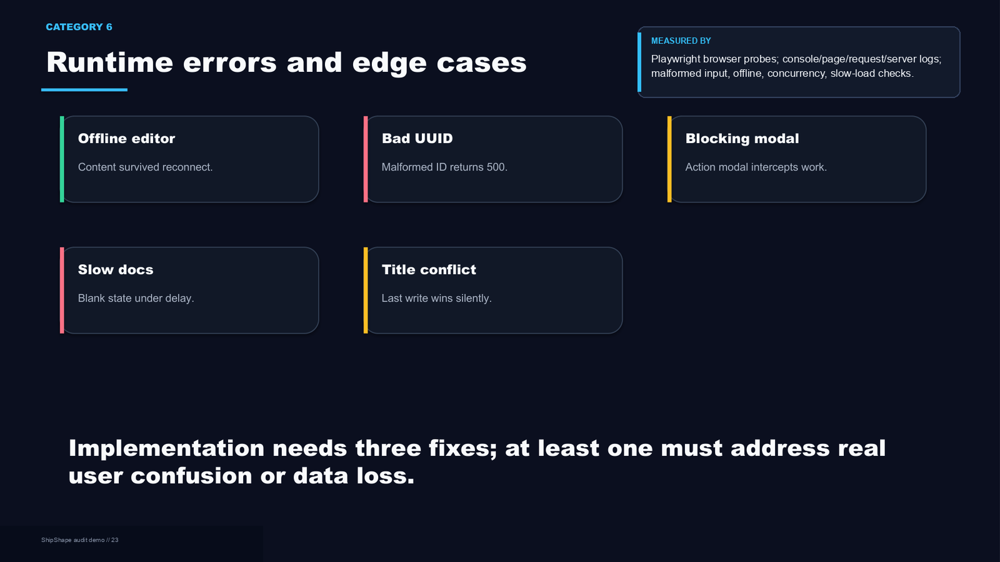 CATEGORY 6
Runtime errors and edge cases
MEASURED BY
Playwright browser probes; console/page/request/server logs;
malformed input, offline, concurrency, slow-load checks.
Offline editor
Content survived reconnect.
Bad UUID
Malformed ID returns 500.
Blocking modal
Action modal intercepts work.
Slow docs
Blank state under delay.
Title conflict
Last write wins silently.
Implementation needs three fixes; at least one must address real
user confusion or data loss.
ShipShape audit demo // 23